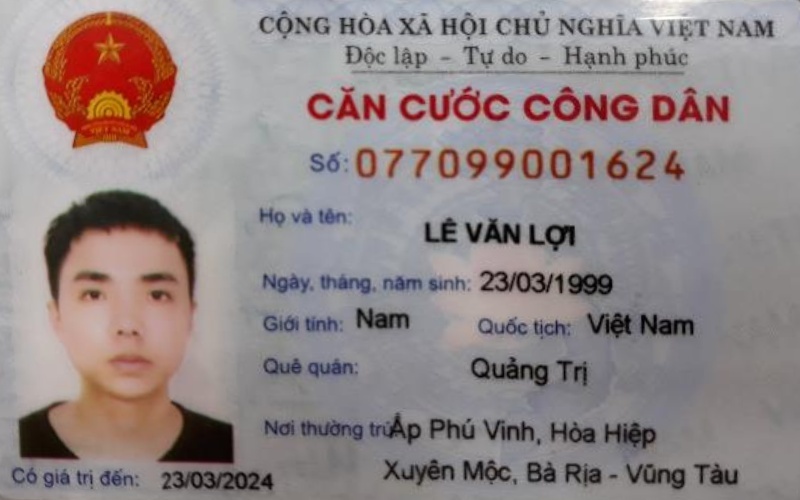 CỘNG HÒA XÃ HỘI CHỦ NGHĨA VIỆT NAM
Độc lập - Tự do - Hạnh phúc
CĂN CƯỚC CÔNG DÂN
Số: 077099001624
Họ và tên: LÊ VĂN LỢI
Ngày, tháng, năm sinh: 23/03/1999
Giới tính: Nam Quốc tịch: Việt Nam
Quê quán: Quảng Trị
Nơi thường trú: Ấp Phú Vinh, Hòa Hiệp
Xuyên Mộc, Bà Rịa - Vũng Tàu
Có giá trị đến: 23/03/2024